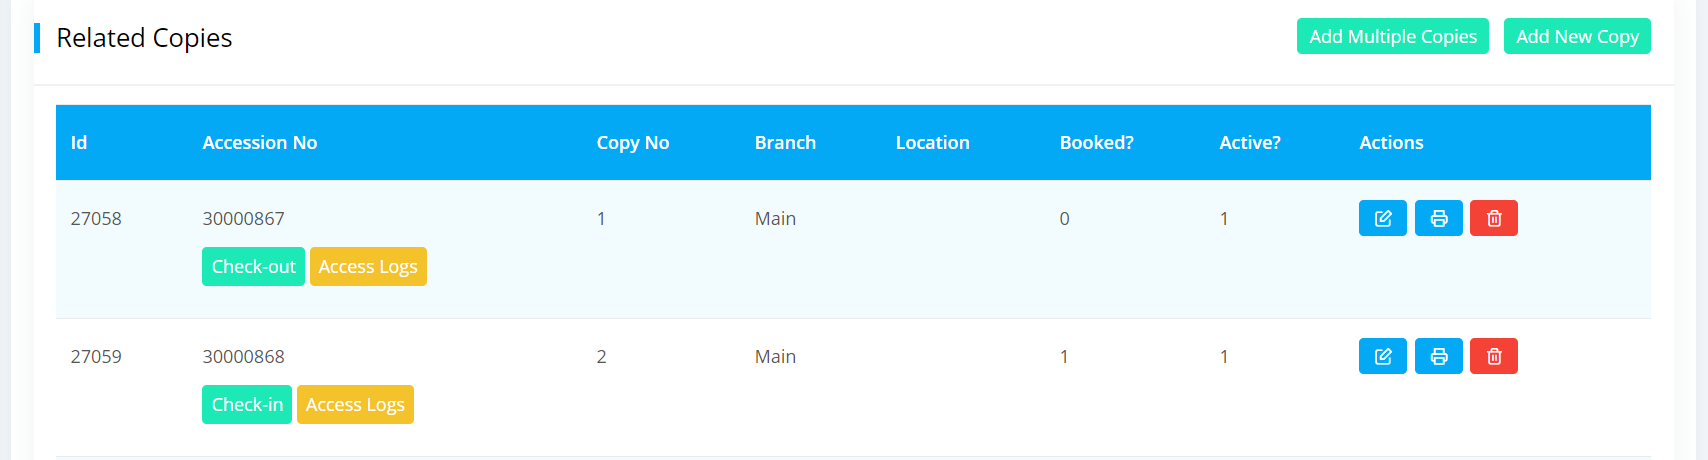 Related Copies Add Multiple Copies Add New Copy
Id Accession No Copy No Branch Location Booked? Active? Actions
27058 30000867 1 Main 0 1
Check-out Access Logs
27059 30000868 2 Main 1 1
Check-in Access Logs